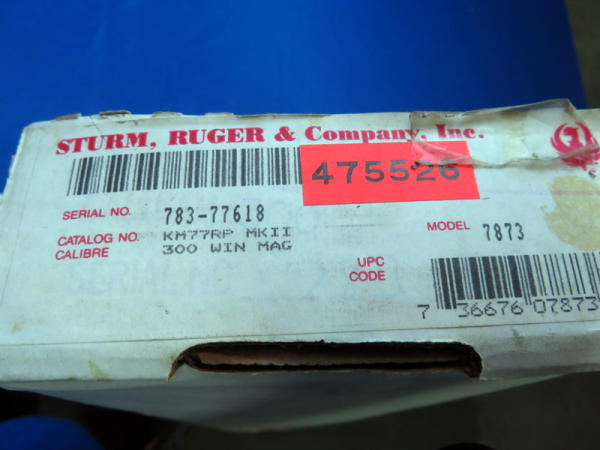 STURM, RUGER & Company, Inc.
475526
SERIAL NO. 783-77618
CATALOG NO. KM77RP MKII
MODEL 7873
CALIBRE 300 WIN MAG
UPC CODE
7 36676 07873